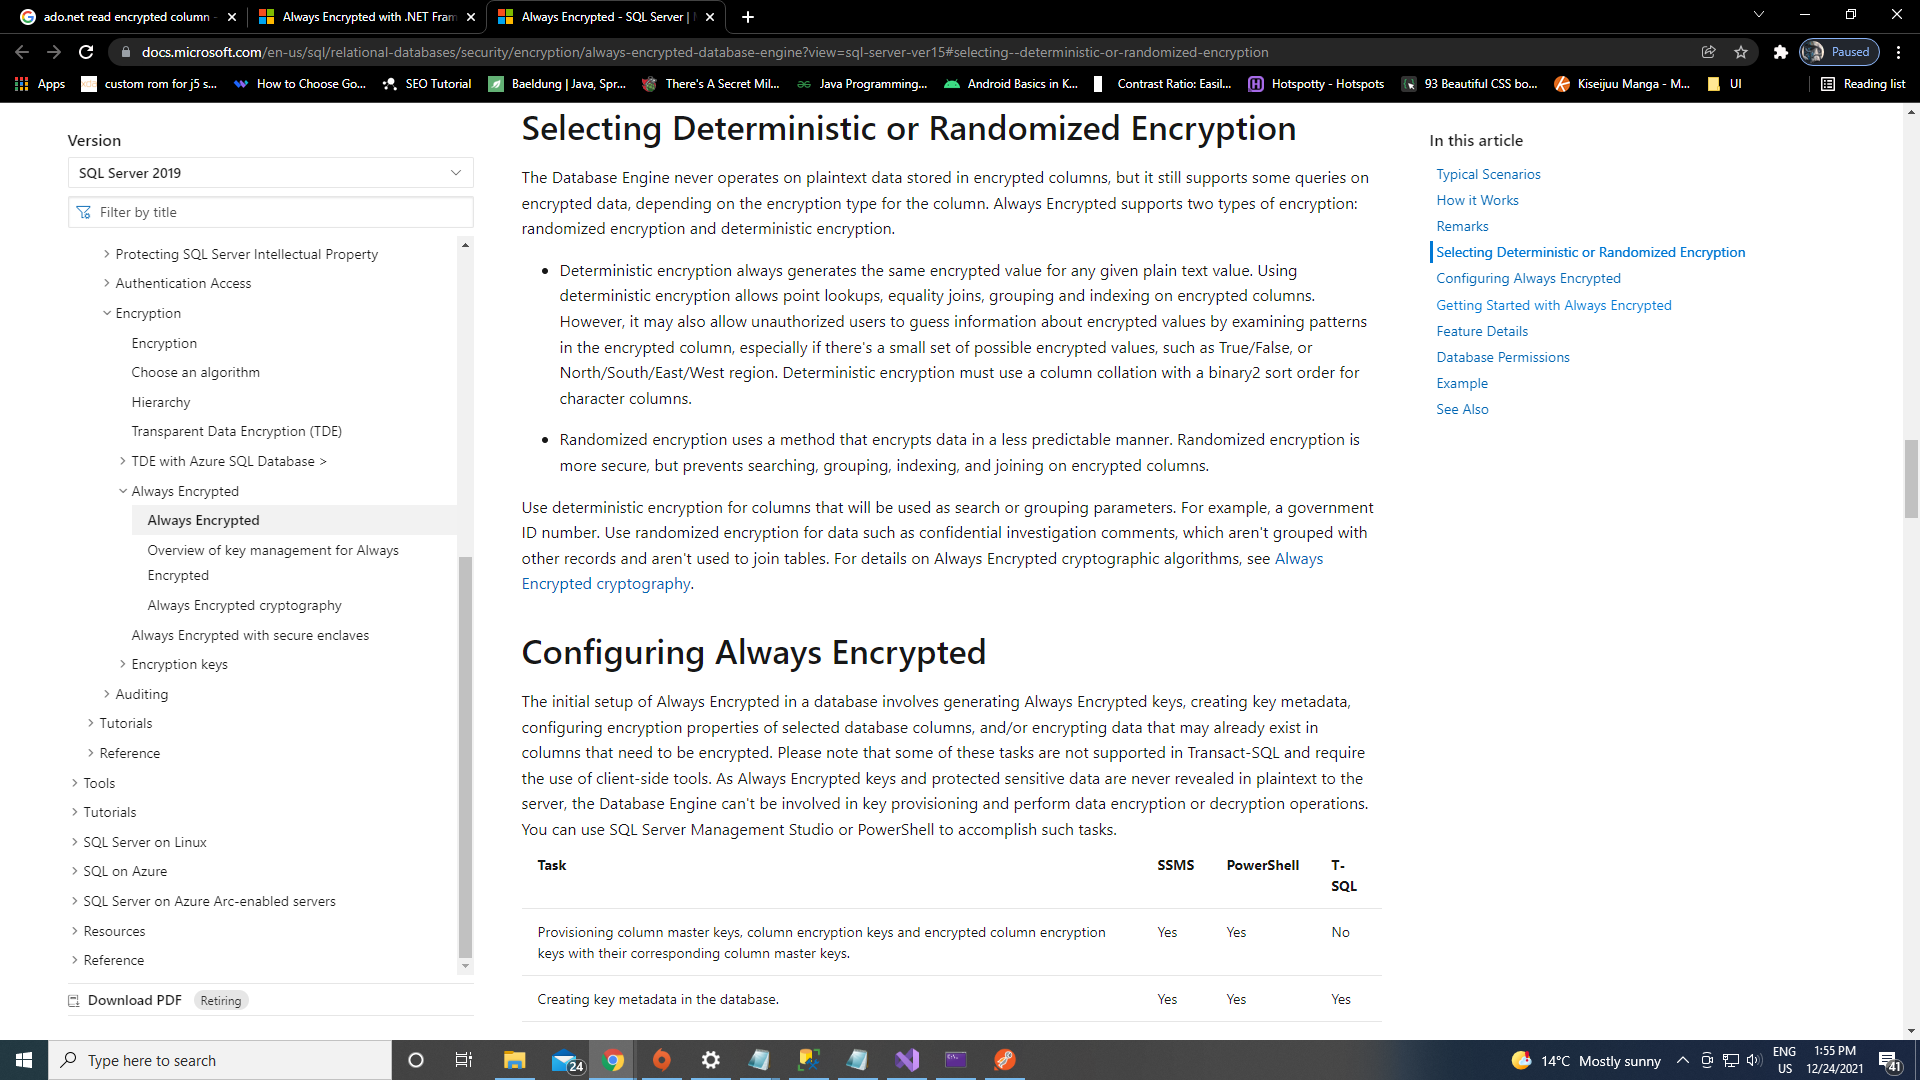 ado.net read encrypted column -
Always Encrypted with .NET Fram
Always Encrypted - SQL Server |
docs.microsoft.com/en-us/sql/relational-databases/security/encryption/always-encrypted-database-engine?view=sql-server-ver15#selecting--deterministic-or-randomized-encryption
Paused
Apps
custom rom for j5 s...
How to Choose Go...
SEO Tutorial
Baeldung | Java, Spr...
There's A Secret Mil...
Java Programming...
Android Basics in K...
Contrast Ratio: Easil...
Hotspotty - Hotspots
93 Beautiful CSS bo...
Kiseijuu Manga - M...
UI
Reading list
Version
SQL Server 2019
Filter by title
Protecting SQL Server Intellectual Property
Authentication Access
Encryption
Encryption
Choose an algorithm
Hierarchy
Transparent Data Encryption (TDE)
TDE with Azure SQL Database >
Always Encrypted
Always Encrypted
Overview of key management for Always
Encrypted
Always Encrypted cryptography
Always Encrypted with secure enclaves
Encryption keys
Auditing
Tutorials
Reference
Tools
Tutorials
SQL Server on Linux
SQL on Azure
SQL Server on Azure Arc-enabled servers
Resources
Reference
Download PDF Retiring
Selecting Deterministic or Randomized Encryption
The Database Engine never operates on plaintext data stored in encrypted columns, but it still supports some queries on
encrypted data, depending on the encryption type for the column. Always Encrypted supports two types of encryption:
randomized encryption and deterministic encryption.
• Deterministic encryption always generates the same encrypted value for any given plain text value. Using
deterministic encryption allows point lookups, equality joins, grouping and indexing on encrypted columns.
However, it may also allow unauthorized users to guess information about encrypted values by examining patterns
in the encrypted column, especially if there's a small set of possible encrypted values, such as True/False, or
North/South/East/West region. Deterministic encryption must use a column collation with a binary2 sort order for
character columns.
• Randomized encryption uses a method that encrypts data in a less predictable manner. Randomized encryption is
more secure, but prevents searching, grouping, indexing, and joining on encrypted columns.
Use deterministic encryption for columns that will be used as search or grouping parameters. For example, a government
ID number. Use randomized encryption for data such as confidential investigation comments, which aren't grouped with
other records and aren't used to join tables. For details on Always Encrypted cryptographic algorithms, see Always
Encrypted cryptography.
Configuring Always Encrypted
The initial setup of Always Encrypted in a database involves generating Always Encrypted keys, creating key metadata,
configuring encryption properties of selected database columns, and/or encrypting data that may already exist in
columns that need to be encrypted. Please note that some of these tasks are not supported in Transact-SQL and require
the use of client-side tools. As Always Encrypted keys and protected sensitive data are never revealed in plaintext to the
server, the Database Engine can't be involved in key provisioning and perform data encryption or decryption operations.
You can use SQL Server Management Studio or PowerShell to accomplish such tasks.
Task SSMS PowerShell T-
SQL
Provisioning column master keys, column encryption keys and encrypted column encryption Yes Yes No
keys with their corresponding column master keys.
Creating key metadata in the database. Yes Yes Yes
In this article
Typical Scenarios
How it Works
Remarks
Selecting Deterministic or Randomized Encryption
Configuring Always Encrypted
Getting Started with Always Encrypted
Feature Details
Database Permissions
Example
See Also
Type here to search
24
14°C Mostly sunny
ENG
US
1:55 PM
12/24/2021
41